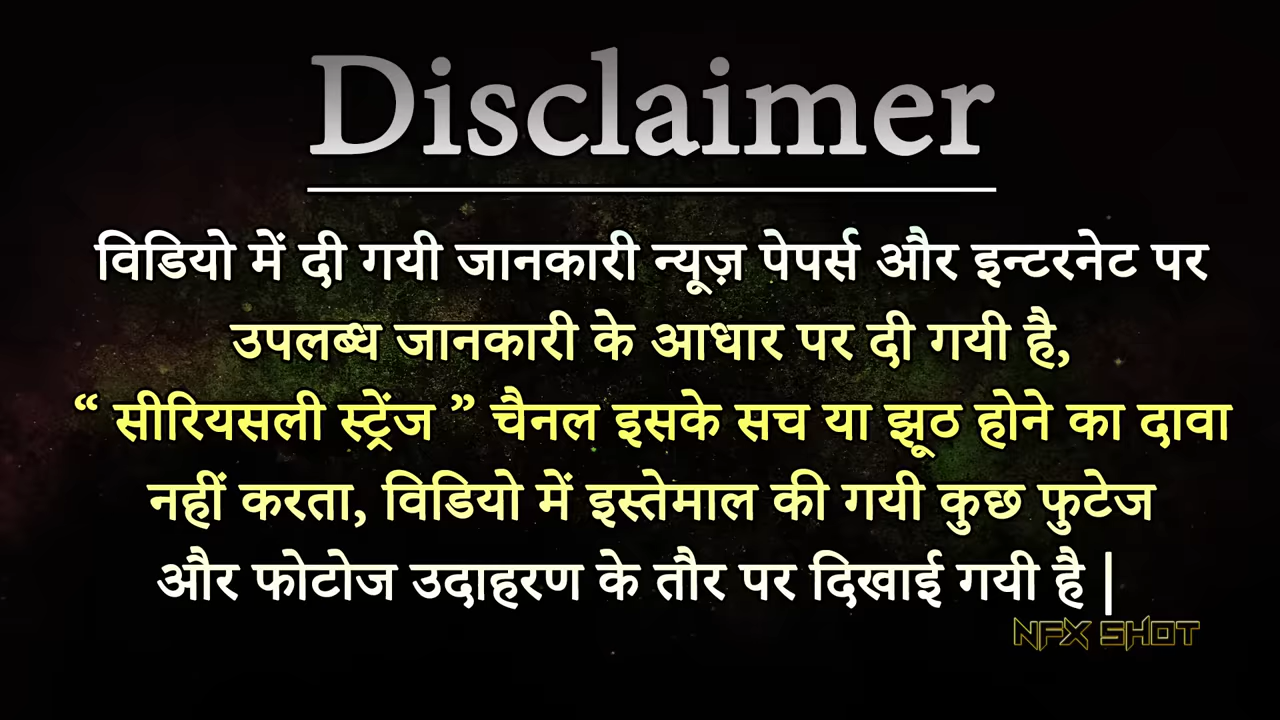 Disclaimer
विडियो में दी गयी जानकारी न्यूज़ पेपर्स और इन्टरनेट पर
उपलब्ध जानकारी के आधार पर दी गयी है,
“ सीरियसली स्ट्रेंज ” चैनल इसके सच या झूठ होने का दावा
नहीं करता, विडियो में इस्तेमाल की गयी कुछ फुटेज
और फोटोज उदाहरण के तौर पर दिखाई गयी है |
NFX SHOT